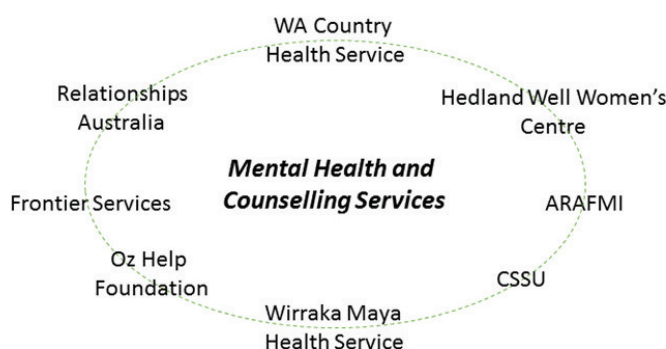 WA Country
Health Service
Relationships
Australia
Hedland Well Women's
Centre
Mental Health and
Counselling Services
Frontier Services
ARAFMI
Oz Help
Foundation
CSSU
Wirraka Maya
Health Service